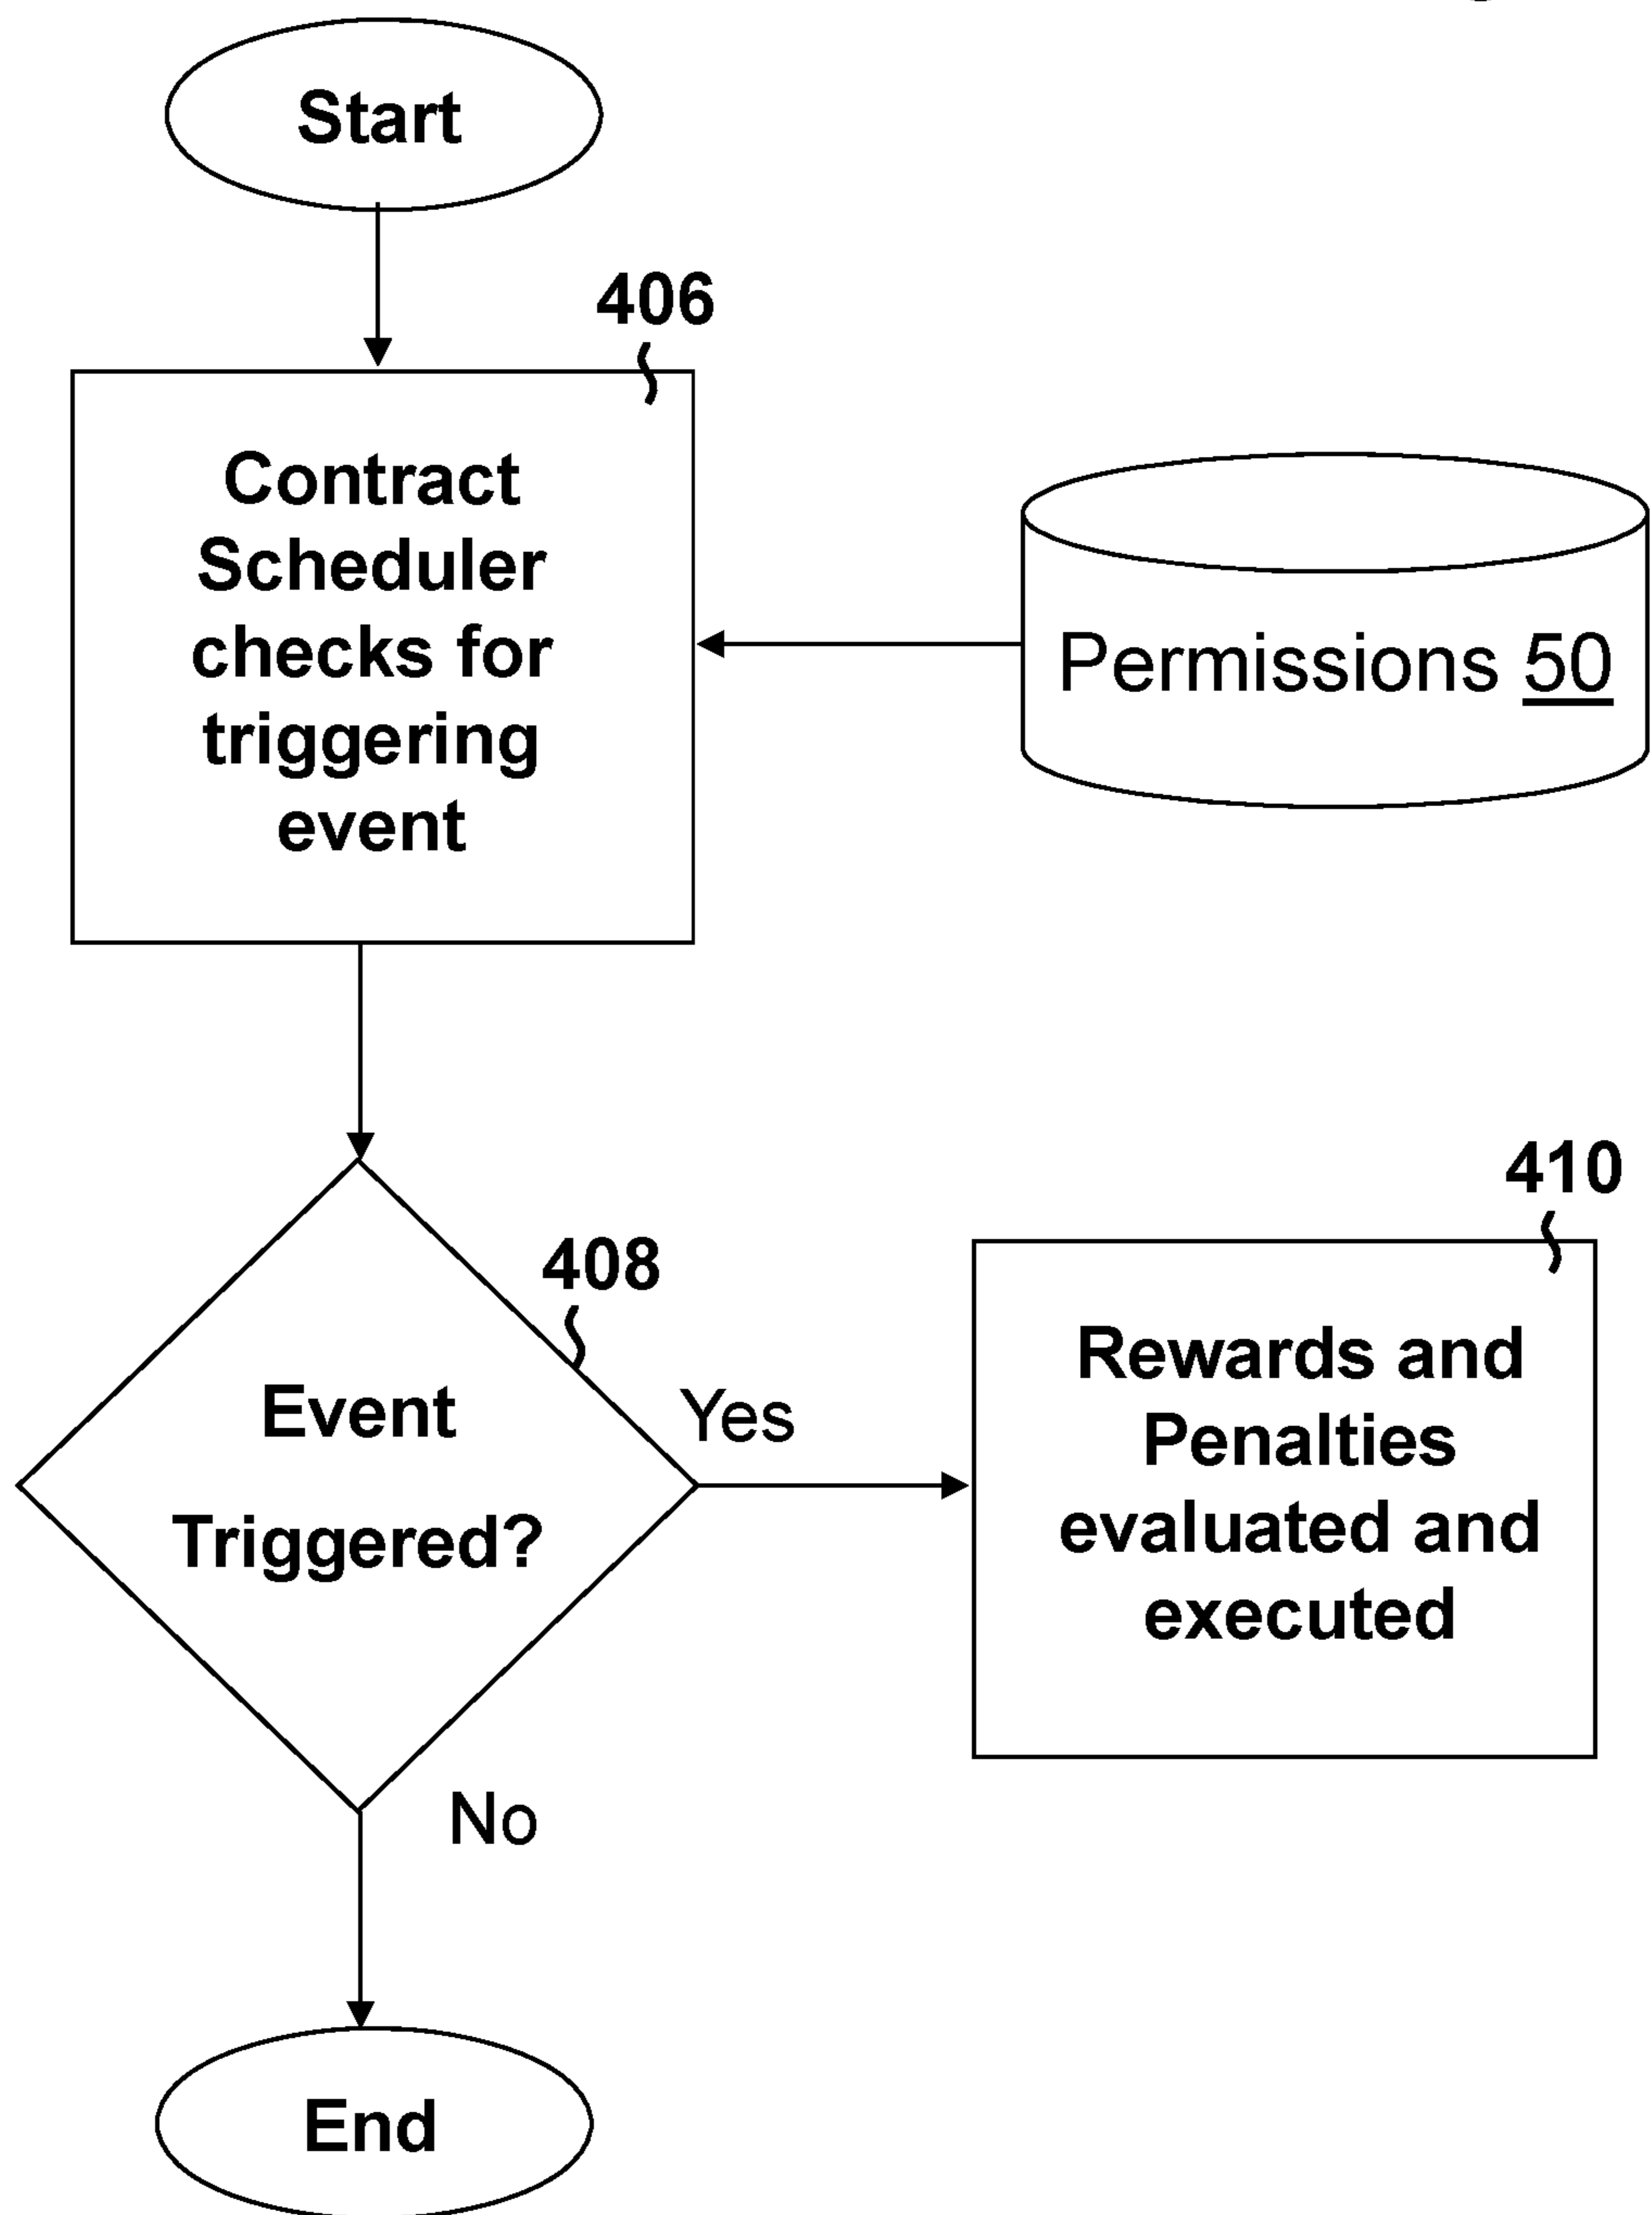 Start
406
Contract
Scheduler
checks for
triggering
event
Permissions 50
408
Event
Triggered?
Yes
410
Rewards and
Penalties
evaluated and
executed
No
End